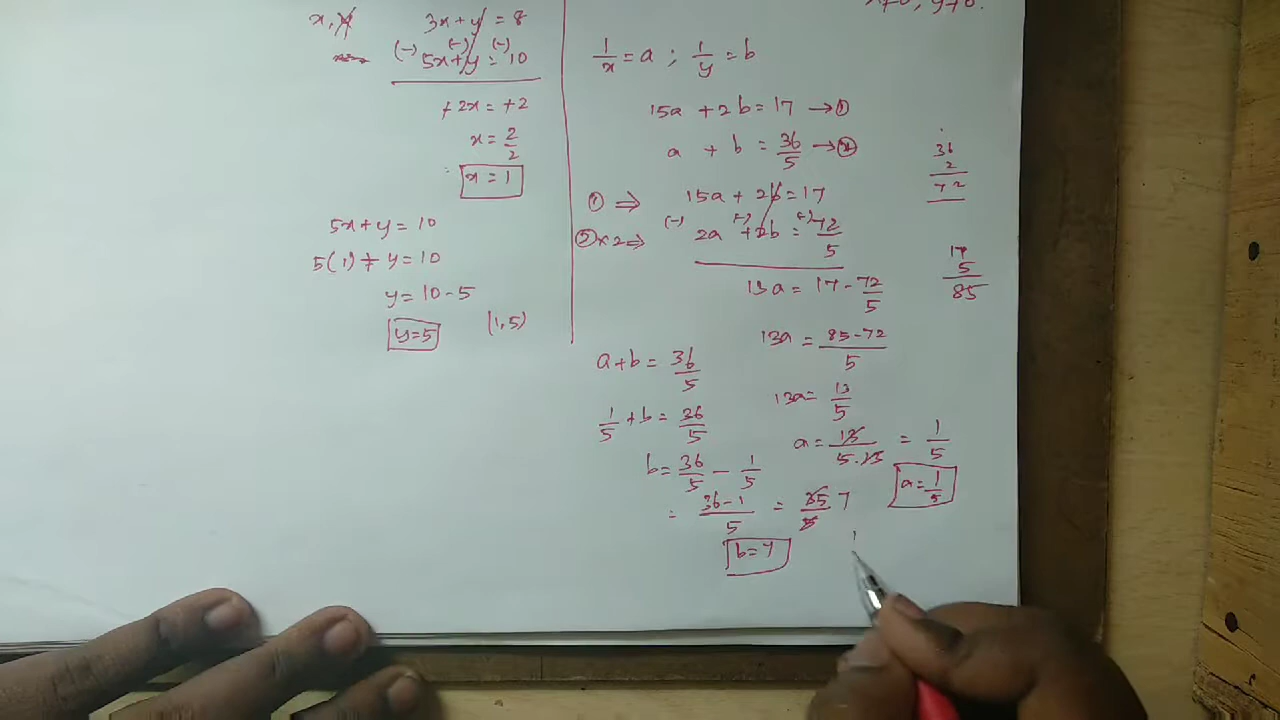 x, y
3x + y = 8
(-) (-) (-)
5x + y = 10
+2x = +2
x = 2/2
x = 1
5x + y = 10
5(1) + y = 10
y = 10 - 5
y = 5 (1,5)
x≠0, y≠0.
1/x = a ; 1/y = b
15a + 2b = 17 → ①
a + b = 36/5 → ②
① ⇒ 15a + 2b = 17
(-) (-) (-)
② x 2 ⇒ 2a + 2b = 72/5
13a = 17 - 72/5
13a = 85 - 72/5
13a = 13/5
a = 13/5.13 = 1/5
a = 1/5
36
2
72
17
5
85
a + b = 36/5
1/5 + b = 36/5
b = 36/5 - 1/5
= 36 - 1/5 = 35/5 7
b = 7